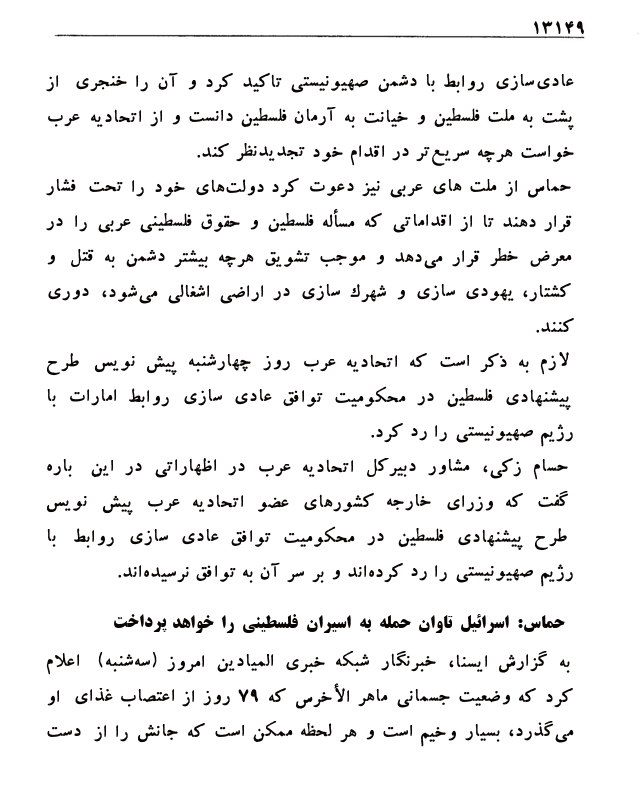 ۱۳۱۴۹
عادی‌سازی روابط با دشمن صهیونیستی تاکید کرد و آن را خنجری از
پشت به ملت فلسطین و خیانت به آرمان فلسطین دانست و از اتحادیه عرب
خواست هرچه سریع‌تر در اقدام خود تجدیدنظر کند.
حماس از ملت های عربی نیز دعوت کرد دولت‌های خود را تحت فشار
قرار دهند تا از اقداماتی که مسأله فلسطین و حقوق فلسطینی عربی را در
معرض خطر قرار می‌دهد و موجب تشویق هرچه بیشتر دشمن به قتل و
کشتار، یهودی سازی و شهرك سازی در اراضی اشغالی می‌شود، دوری
کنند.
لازم به ذکر است که اتحادیه عرب روز چهارشنبه پیش نویس طرح
پیشنهادی فلسطین در محکومیت توافق عادی سازی روابط امارات با
رژیم صهیونیستی را رد کرد.
حسام زکی، مشاور دبیرکل اتحادیه عرب در اظهاراتی در این باره
گفت که وزرای خارجه کشورهای عضو اتحادیه عرب پیش نویس
طرح پیشنهادی فلسطین در محکومیت توافق عادی سازی روابط با
رژیم صهیونیستی را رد کرده‌اند و بر سر آن به توافق نرسیده‌اند.
حماس: اسرائیل تاوان حمله به اسیران فلسطینی را خواهد پرداخت
به گزارش ایسنا، خبرنگار شبکه خبری المیادین امروز (سه‌شنبه) اعلام
کرد که وضعیت جسمانی ماهر الأخرس که ۷۹ روز از اعتصاب غذای او
می‌گذرد، بسیار وخیم است و هر لحظه ممکن است که جانش را از دست